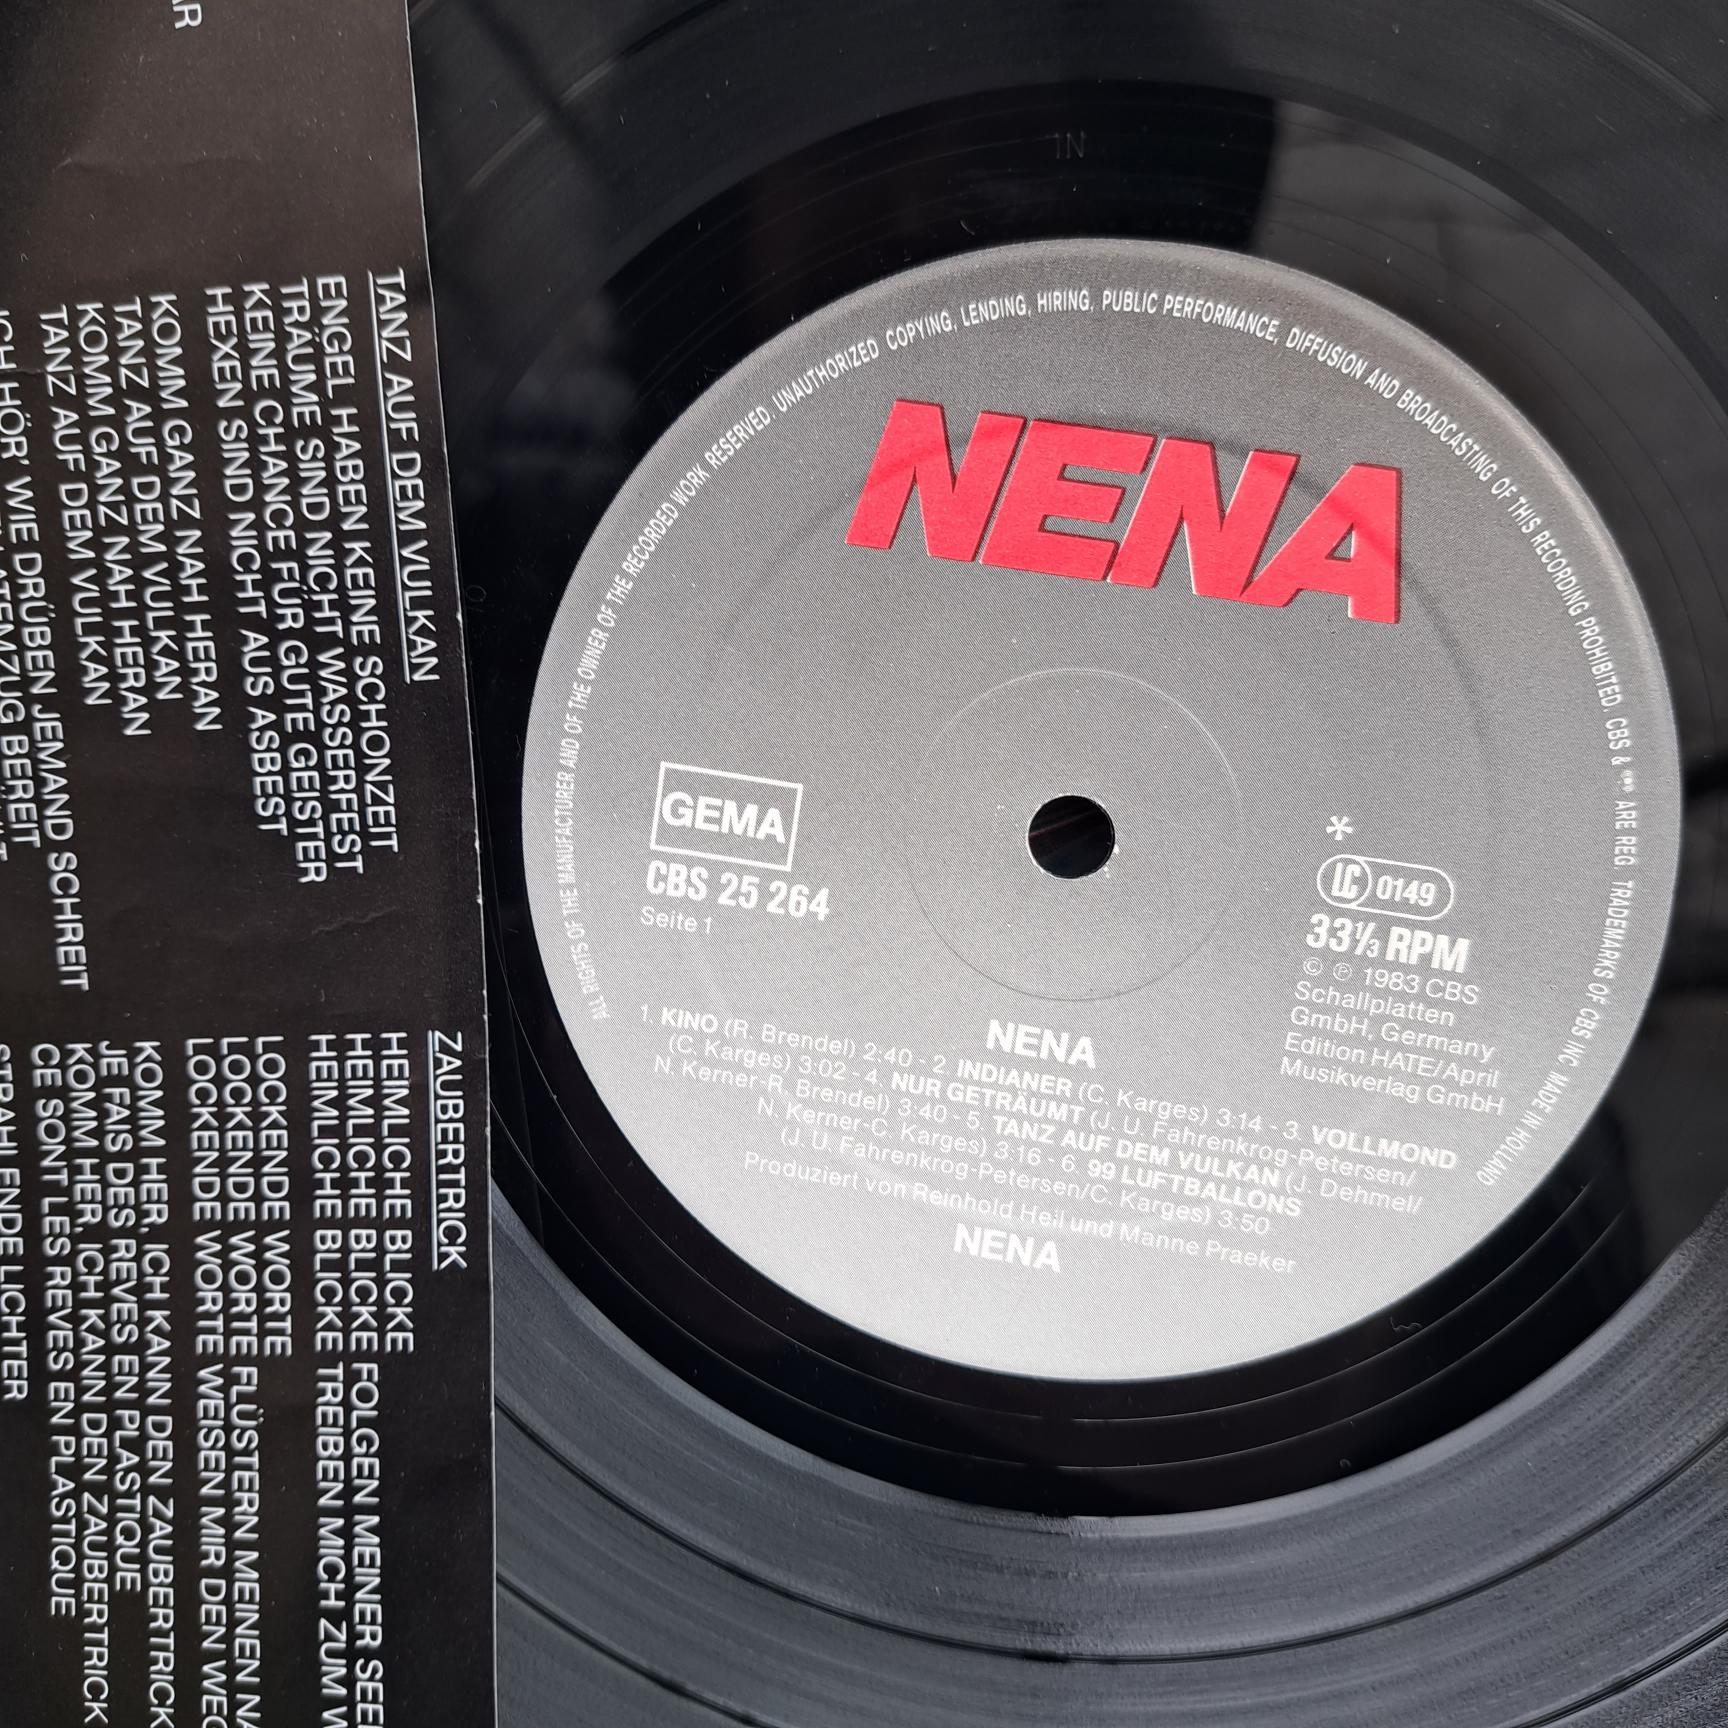 AR
TANZ AUF DEM VULKAN
ENGEL HABEN KEINE SCHONZEIT
TRÄUME SIND NICHT WASSERFEST
KEINE CHANCE FÜR GUTE GEISTER
HEXEN SIND NICHT AUS ASBEST
KOMM GANZ NAH HERAN
TANZ AUF DEM VULKAN
KOMM GANZ NAH HERAN
TANZ AUF DEM VULKAN
ICH HÖR' WIE DRÜBEN JEMAND SCHREIT
ATEMZUG BEREIT
ZAUBERTRICK
HEIMLICHE BLICKE
HEIMLICHE BLICKE FOLGEN MEINER SEE
HEIMLICHE BLICKE TREIBEN MICH ZUM W
LOCKENDE WORTE
LOCKENDE WORTE FLÜSTERN MEINEN NA
LOCKENDE WORTE WEISEN MIR DEN WEG
KOMM HER, ICH KANN DEN ZAUBERTRICK
JE FAIS DES REVES EN PLASTIQUE
KOMM HER, ICH KANN DEN ZAUBERTRICK
CE SONT LES REVES EN PLASTIQUE
STRAHLENDE LICHTER
ALL RIGHTS OF THE MANUFACTURER AND OF THE OWNER OF THE RECORDED WORK RESERVED. UNAUTHORIZED COPYING, LENDING, HIRING, PUBLIC PERFORMANCE, DIFFUSION AND BROADCASTING OF THIS RECORDING PROHIBITED. CBS & ARE REG. TRADEMARKS OF CBS INC. MADE IN HOLLAND
NENA
GEMA
CBS 25 264
Seite 1
*
LC 0149
33⅓ RPM
© ℗ 1983 CBS
Schallplatten
GmbH, Germany
Edition HATE/April
Musikverlag GmbH
NENA
1. KINO (R. Brendel) 2:40 - 2. INDIANER (C. Karges) 3:14 - 3. VOLLMOND
(C. Karges) 3:02 - 4. NUR GETRÄUMT (J. U. Fahrenkrog-Petersen/
N. Kerner-R. Brendel) 3:40 - 5. TANZ AUF DEM VULKAN (J. Dehmel/
N. Kerner-C. Karges) 3:16 - 6. 99 LUFTBALLONS
(J. U. Fahrenkrog-Petersen/C. Karges) 3:50
Produziert von Reinhold Heil und Manne Praeker
NENA